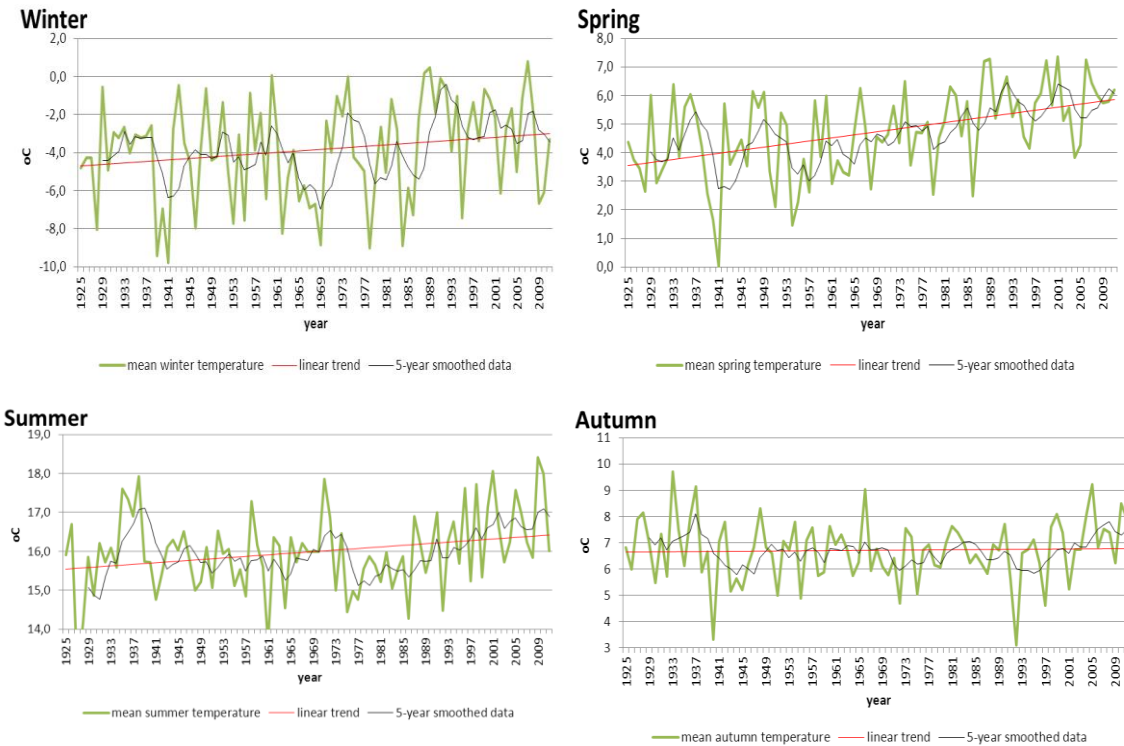 Winter
2,0
0,0
-2,0
-4,0
-6,0
-8,0
-10,0
oC
1925 1929 1933 1937 1941 1945 1949 1953 1957 1961 1965 1969 1973 1977 1981 1985 1989 1993 1997 2001 2005 2009
year
mean winter temperature linear trend 5-year smoothed data
Spring
8,0
7,0
6,0
5,0
4,0
3,0
2,0
1,0
0,0
oC
1925 1929 1933 1937 1941 1945 1949 1953 1957 1961 1965 1969 1973 1977 1981 1985 1989 1993 1997 2001 2005 2009
year
mean spring temperature linear trend 5-year smoothed data
Summer
19,0
18,0
17,0
16,0
15,0
14,0
oC
1925 1929 1933 1937 1941 1945 1949 1953 1957 1961 1965 1969 1973 1977 1981 1985 1989 1993 1997 2001 2005 2009
year
mean summer temperature linear trend 5-year smoothed data
Autumn
11
10
9
8
7
6
5
4
3
oC
1925 1929 1933 1937 1941 1945 1949 1953 1957 1961 1965 1969 1973 1977 1981 1985 1989 1993 1997 2001 2005 2009
year
mean autumn temperature linear trend 5-year smoothed data